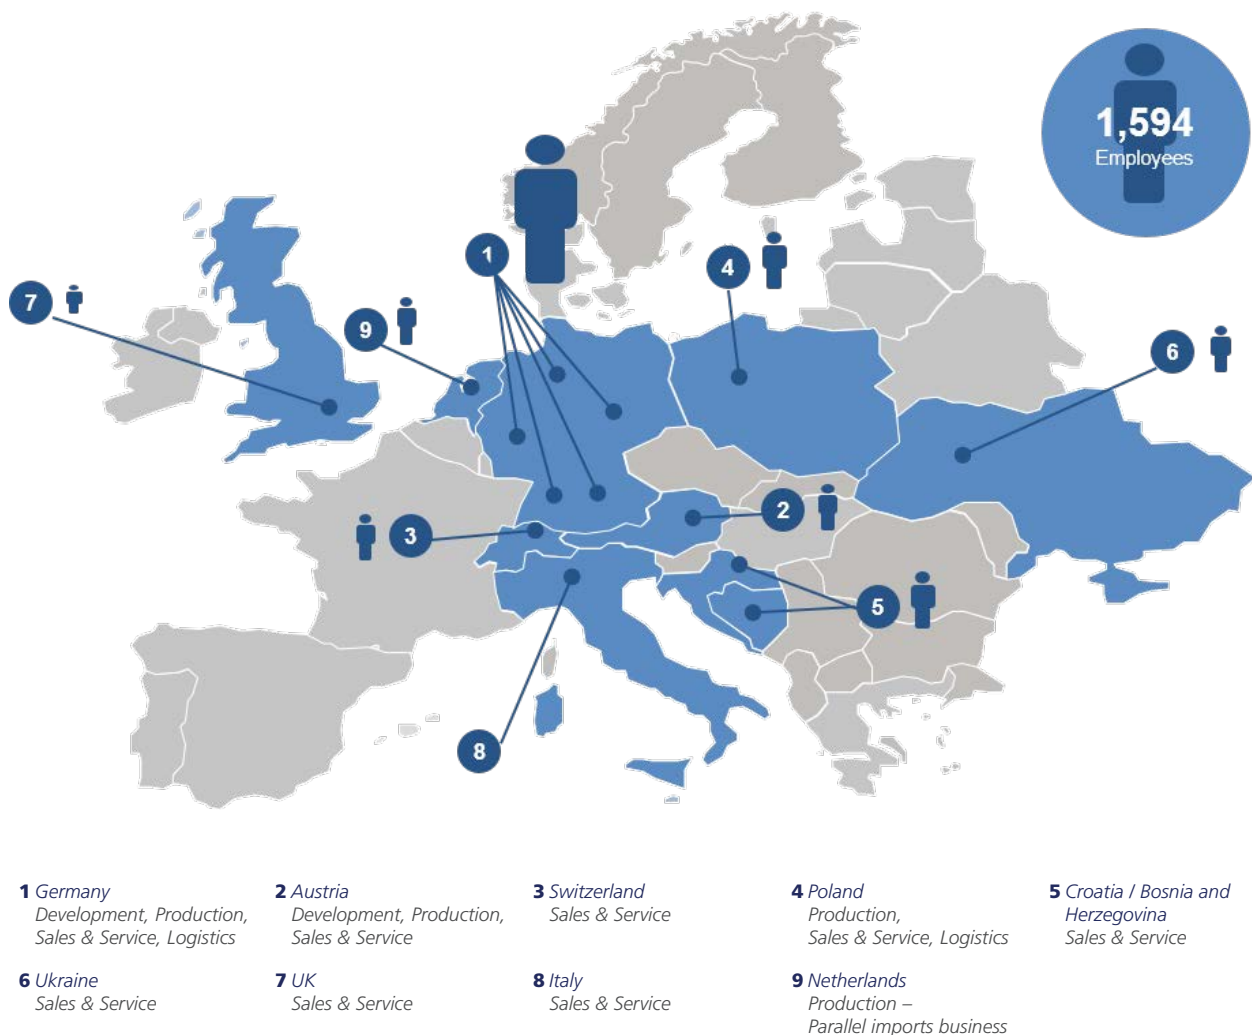 1,594
Employees
1
4
7
9
6
2
3
5
8
1 Germany
Development, Production,
Sales & Service, Logistics
2 Austria
Development, Production,
Sales & Service
3 Switzerland
Sales & Service
4 Poland
Production,
Sales & Service, Logistics
5 Croatia / Bosnia and
Herzegovina
Sales & Service
6 Ukraine
Sales & Service
7 UK
Sales & Service
8 Italy
Sales & Service
9 Netherlands
Production –
Parallel imports business